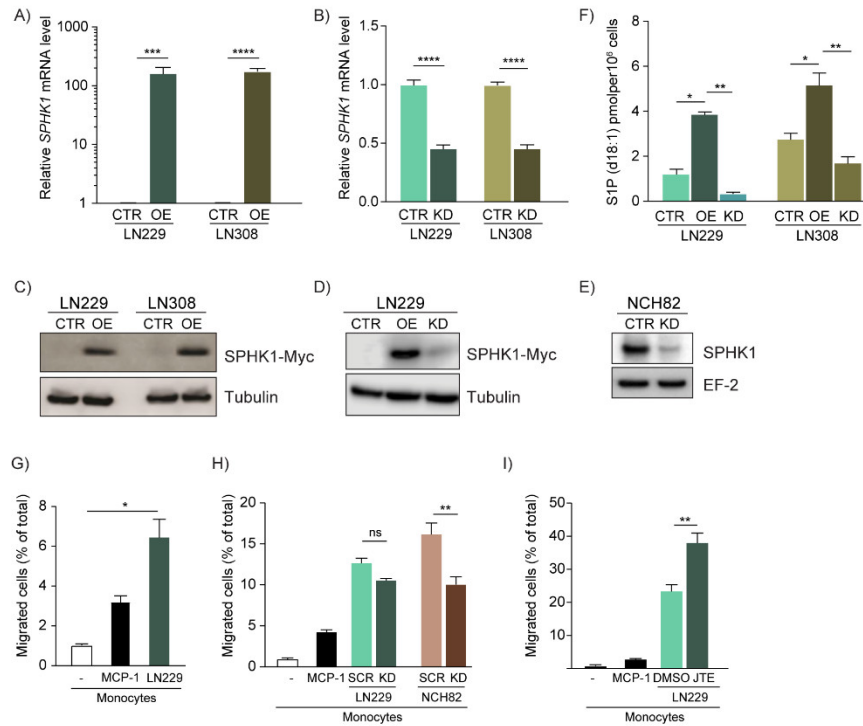 A)
Relative SPHK1 mRNA level
1000
100
10
1
***
****
CTR OE
CTR OE
LN229
LN308
B)
Relative SPHK1 mRNA level
1.5
1.0
0.5
0.0
****
****
CTR KD
CTR KD
LN229
LN308
F)
S1P (d18:1) pmolper10⁶ cells
8
6
4
2
0
*
**
*
**
CTR OE KD
CTR OE KD
LN229
LN308
C)
LN229 LN308
CTR OE CTR OE
SPHK1-Myc
Tubulin
D)
LN229
CTR OE KD
SPHK1-Myc
Tubulin
E)
NCH82
CTR KD
SPHK1
EF-2
G)
Migrated cells (% of total)
8
6
4
2
0
*
- MCP-1 LN229
Monocytes
H)
Migrated cells (% of total)
20
15
10
5
0
ns
**
- MCP-1 SCR KD SCR KD
LN229 NCH82
Monocytes
I)
Migrated cells (% of total)
50
40
30
20
10
**
- MCP-1 DMSO JTE
LN229
Monocytes